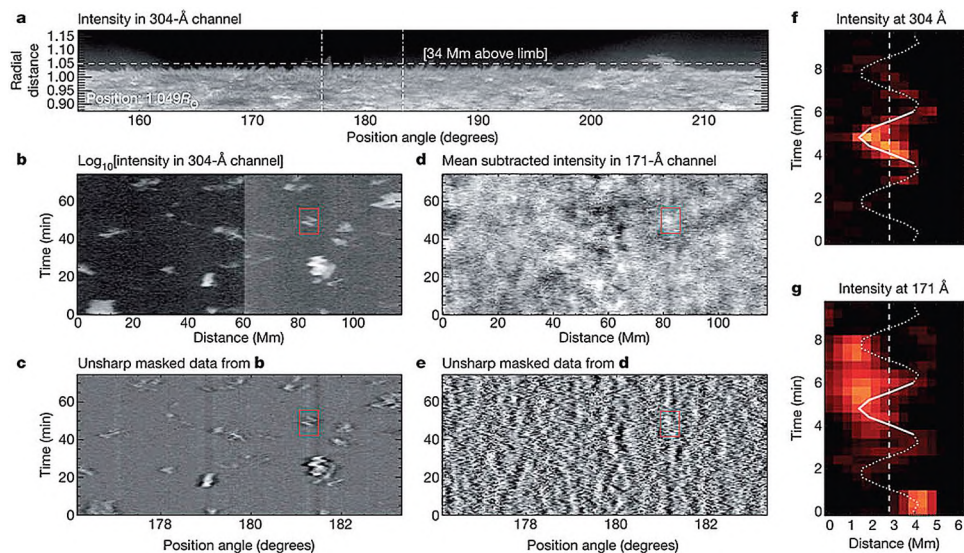 a Intensity in 304-Å channel
1.15
1.10
1.05
1.00
0.95
0.90
Radial distance
[34 Mm above limb]
Position: 1.049R⊙
160 170 180 190 200 210
Position angle (degrees)
b Log10[intensity in 304-Å channel]
60
40
20
0
Time (min)
0 20 40 60 80 100
Distance (Mm)
d Mean subtracted intensity in 171-Å channel
60
40
20
0
Time (min)
0 20 40 60 80 100
Distance (Mm)
c Unsharp masked data from b
60
40
20
0
Time (min)
178 180 182
Position angle (degrees)
e Unsharp masked data from d
60
40
20
0
Time (min)
178 180 182
Position angle (degrees)
f Intensity at 304 Å
8
6
4
2
0
Time (min)
g Intensity at 171 Å
8
6
4
2
0
Time (min)
0 1 2 3 4 5 6
Distance (Mm)